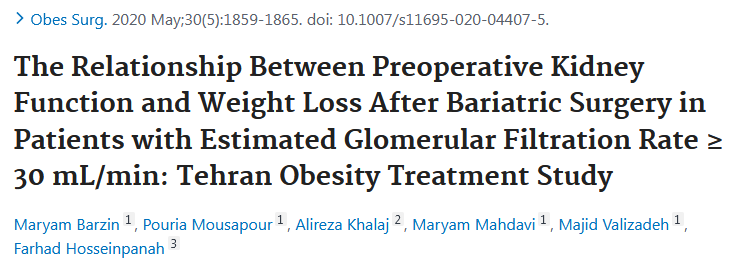 > Obes Surg. 2020 May;30(5):1859-1865. doi: 10.1007/s11695-020-04407-5.
The Relationship Between Preoperative Kidney
Function and Weight Loss After Bariatric Surgery in
Patients with Estimated Glomerular Filtration Rate ≥
30 mL/min: Tehran Obesity Treatment Study
Maryam Barzin 1, Pouria Mousapour 1, Alireza Khalaj 2, Maryam Mahdavi 1, Majid Valizadeh 1,
Farhad Hosseinpanah 3